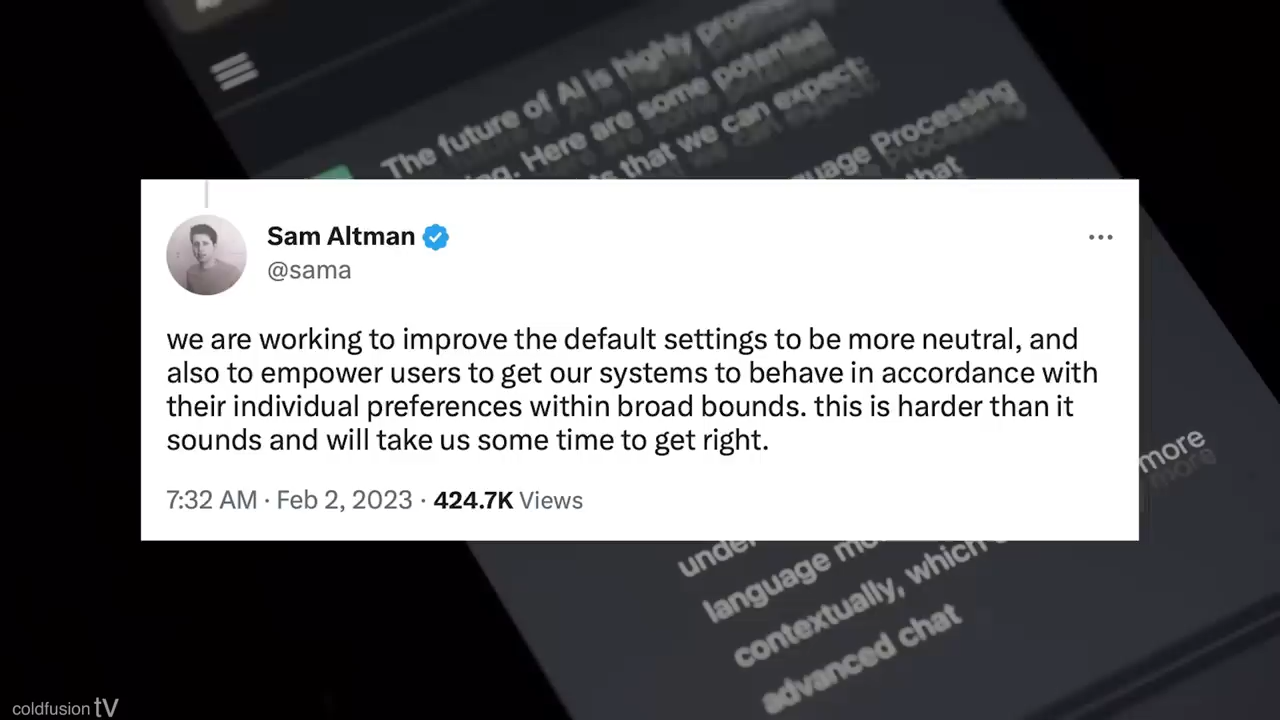 The future of AI is highly
Here are some potential
that we can expect:
Processing
that
Sam Altman
@sama
we are working to improve the default settings to be more neutral, and
also to empower users to get our systems to behave in accordance with
their individual preferences within broad bounds. this is harder than it
sounds and will take us some time to get right.
7:32 AM · Feb 2, 2023 · 424.7K Views
more
language
contextually, which
advanced chat
coldfusion tv